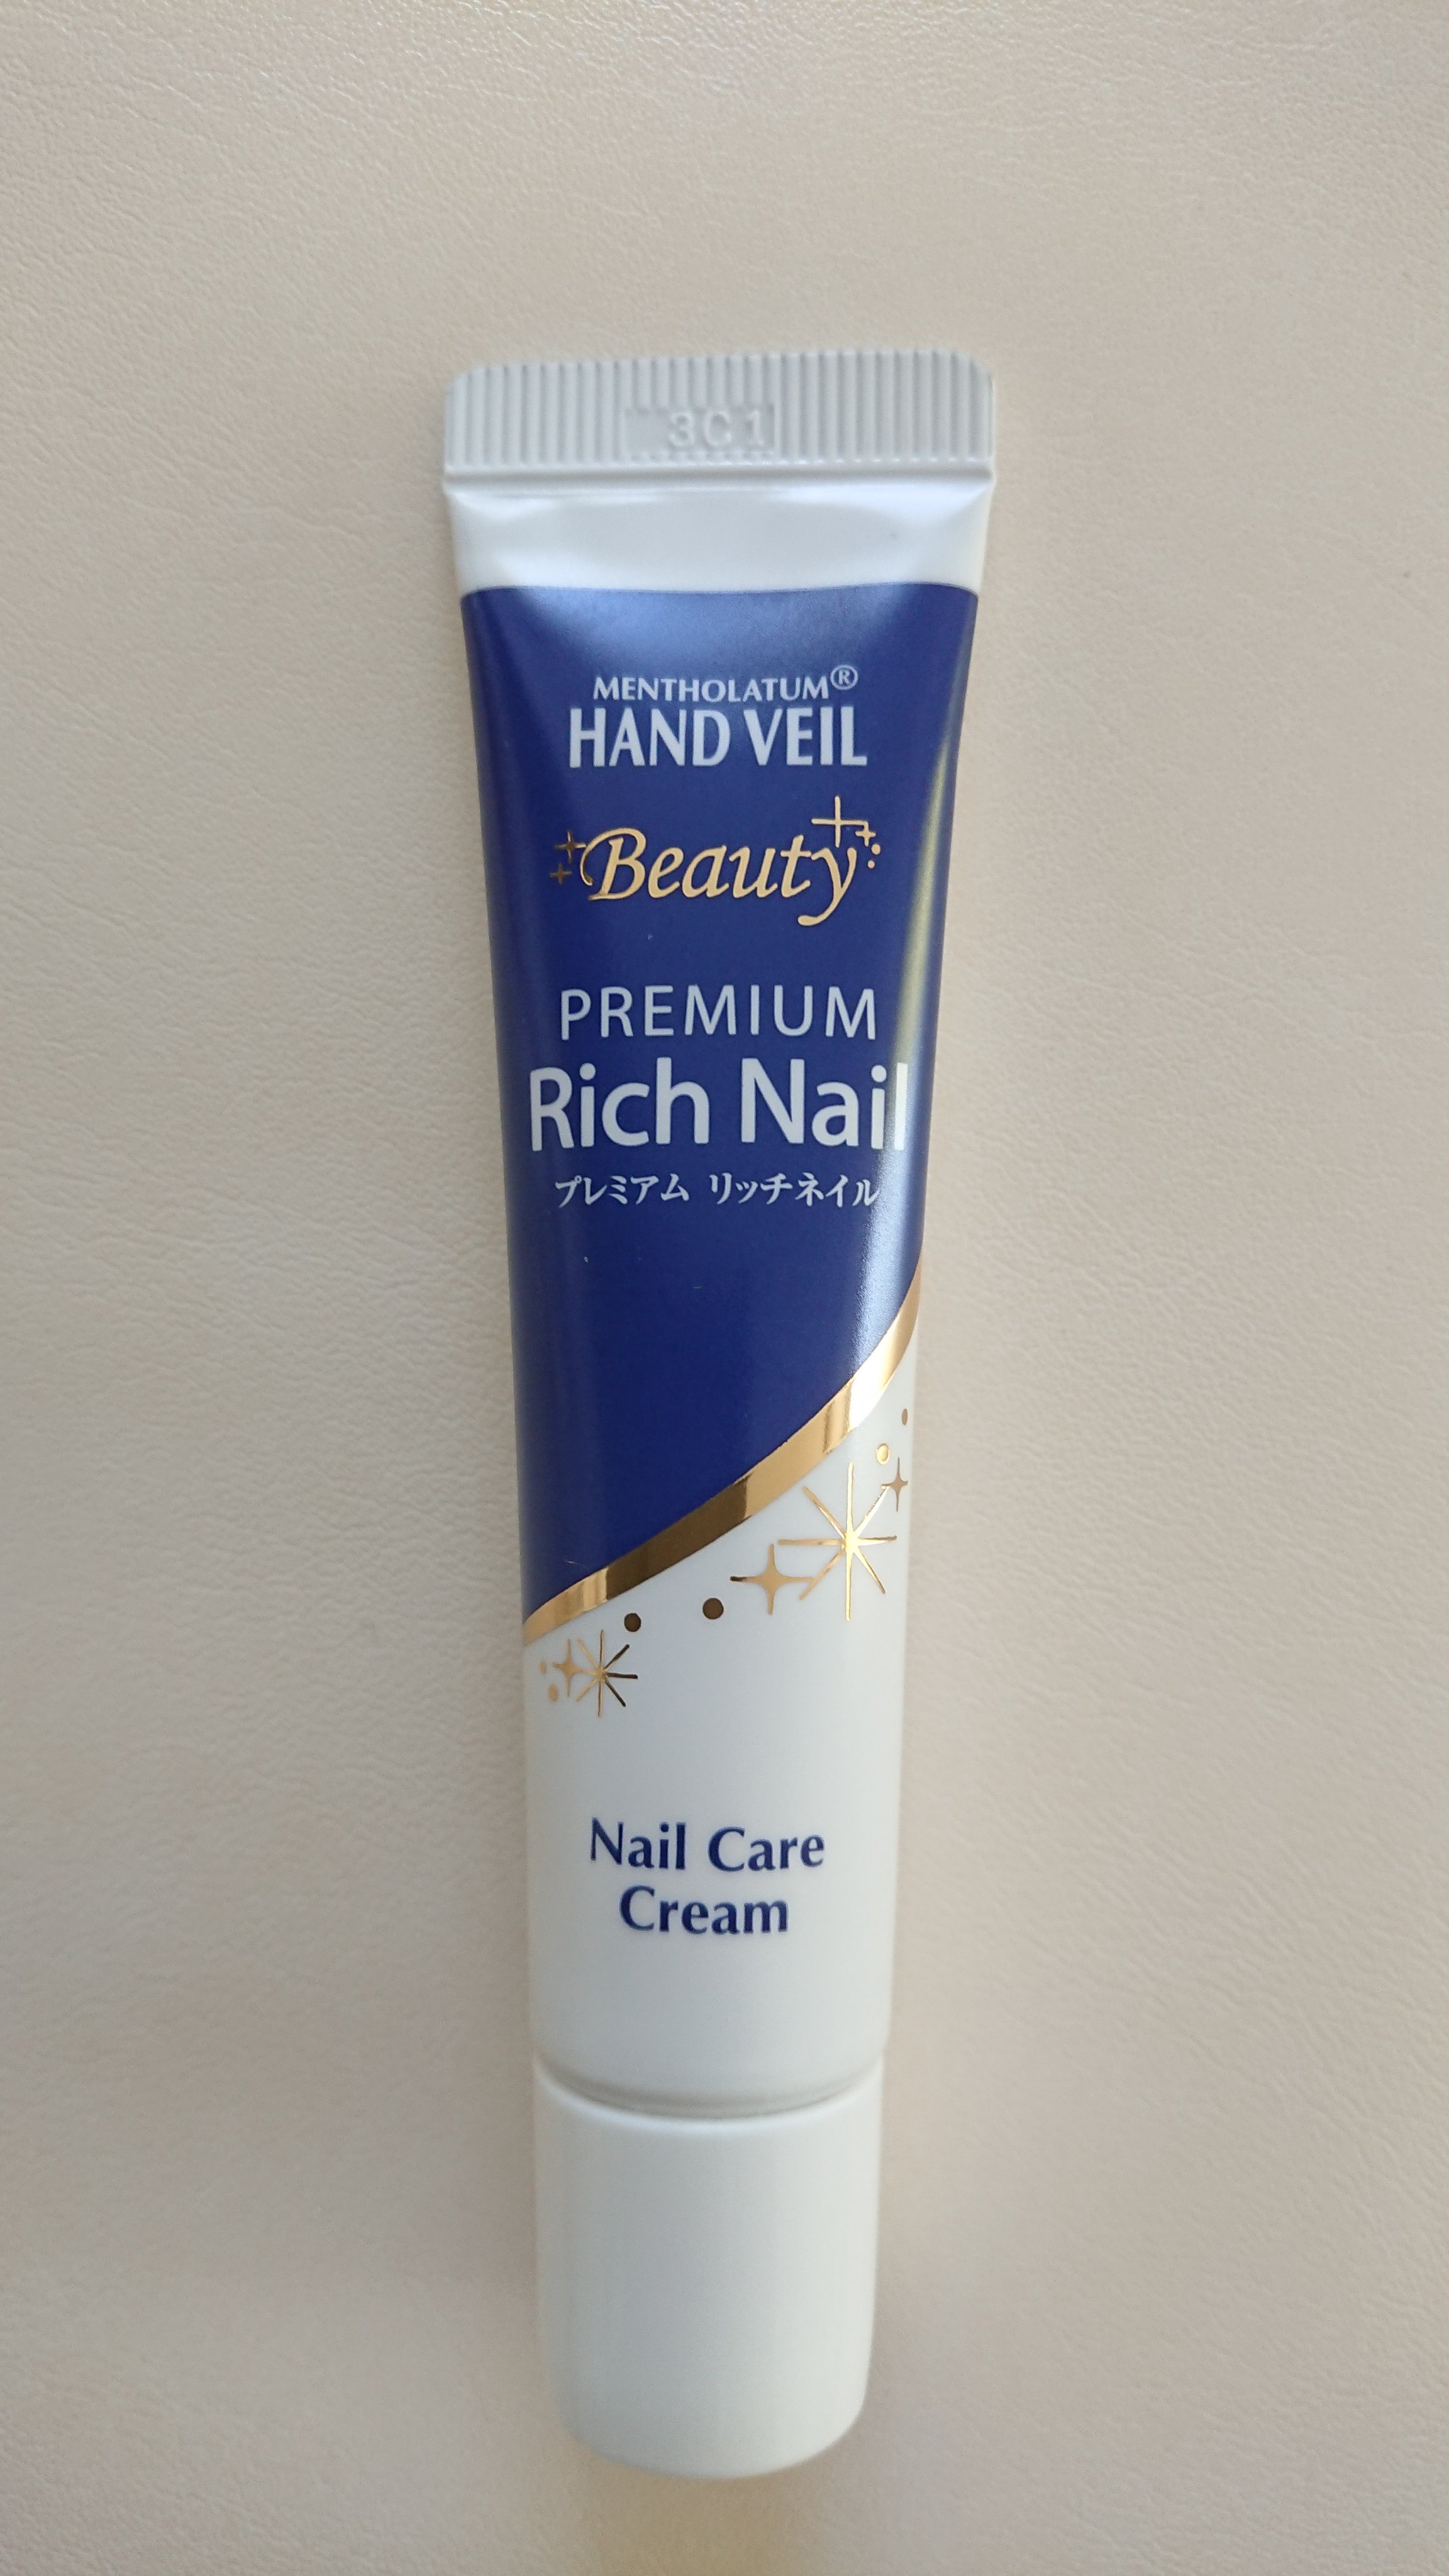 3C1
MENTHOLATUM®
HAND VEIL
Beauty
PREMIUM
Rich Nail
プレミアム リッチネイル
Nail Care
Cream